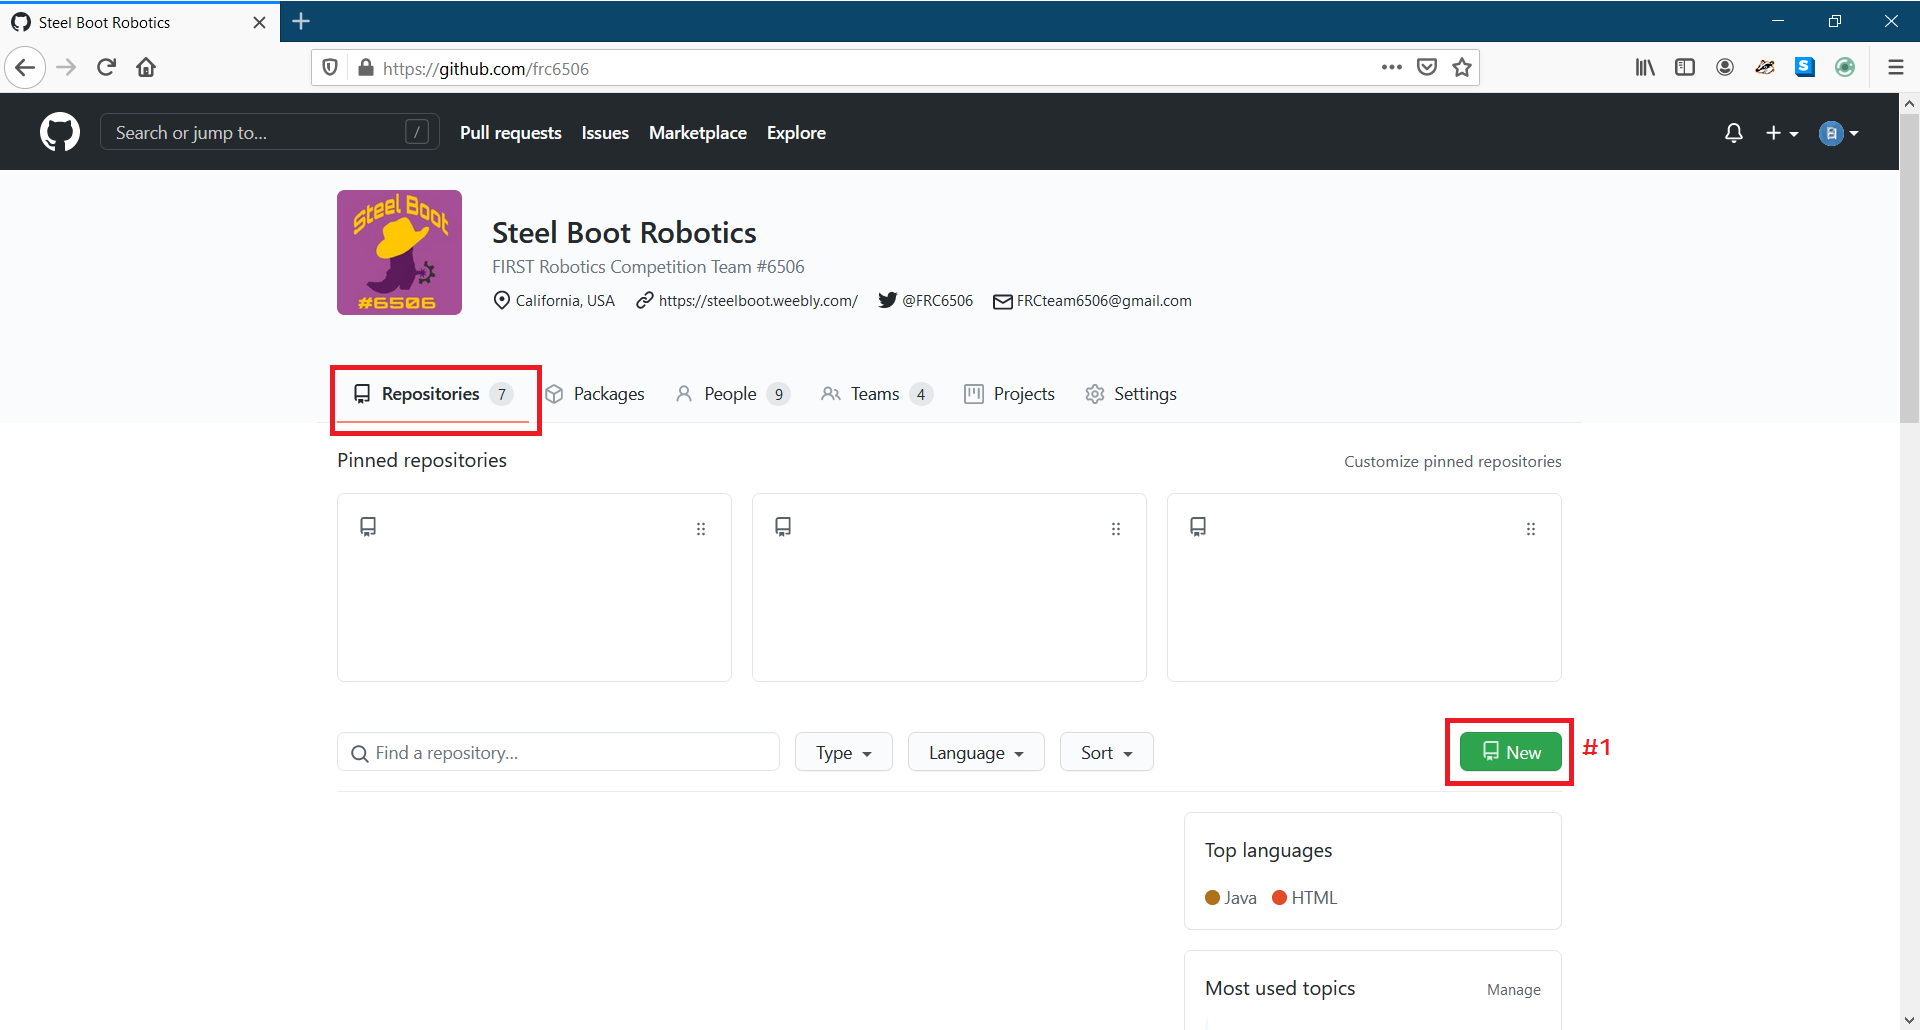 Steel Boot Robotics
https://github.com/frc6506
Search or jump to... /
Pull requests Issues Marketplace Explore
Steel Boot
#6506
Steel Boot Robotics
FIRST Robotics Competition Team #6506
California, USA https://steelboot.weebly.com/ @FRC6506 FRCteam6506@gmail.com
Repositories 7 Packages People 9 Teams 4 Projects Settings
Pinned repositories Customize pinned repositories
Find a repository... Type Language Sort New #1
Top languages
Java HTML
Most used topics Manage